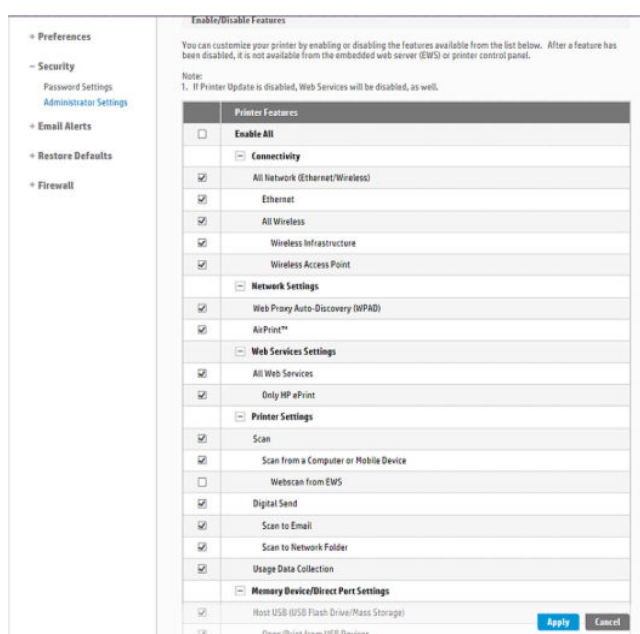 Enable/Disable Features
+ Preferences
You can customize your printer by enabling or disabling the features available from the list below. After a feature has
been disabled, it is not available from the embedded web server (EWS) or printer control panel.
- Security
Note:
Password Settings
1. If Printer Update is disabled, Web Services will be disabled, as well.
Administrator Settings
Printer Features
+ Email Alerts
Enable All
+ Restore Defaults
Connectivity
All Network (Ethernet/Wireless)
+ Firewall
Ethernet
All Wireless
Wireless Infrastructure
Wireless Access Point
Network Settings
Web Proxy Auto-Discovery (WPAD)
AirPrint™
Web Services Settings
All Web Services
Only HP ePrint
Printer Settings
Scan
Scan from a Computer or Mobile Device
Webscan from EWS
Digital Send
Scan to Email
Scan to Network Folder
Usage Data Collection
Memory Device/Direct Port Settings
Host USB (USB Flash Drive/Mass Storage)
Apply Cancel
Open/Print from USB Devices